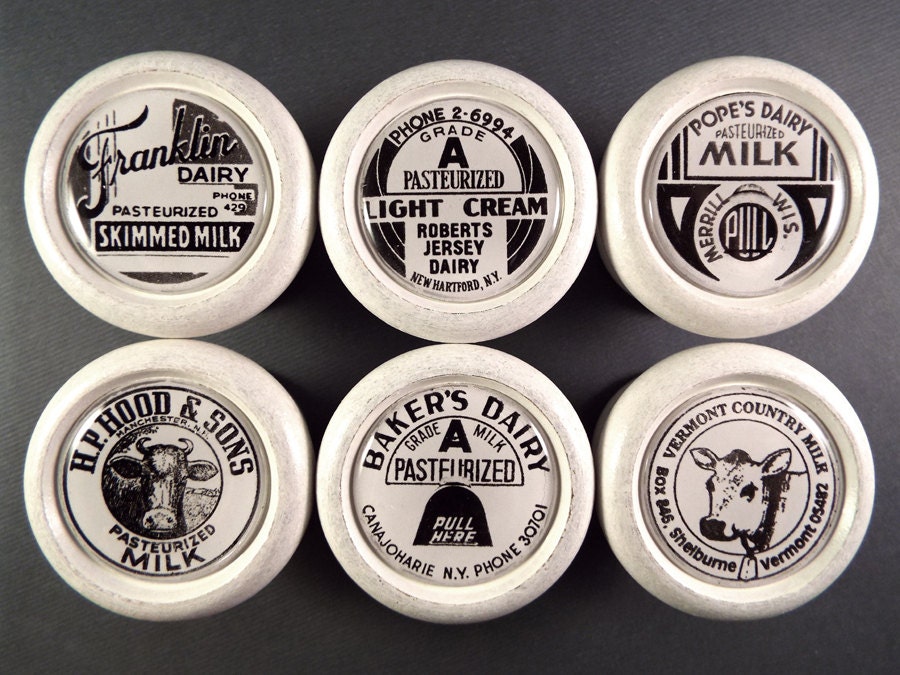 Franklin
DAIRY
PHONE
429
PASTEURIZED
SKIMMED MILK
PHONE 2-6994
GRADE
A
PASTEURIZED
LIGHT CREAM
ROBERTS
JERSEY
DAIRY
NEW HARTFORD, N.Y.
POPE'S DAIRY
PASTEURIZED
MILK
MERRILL WIS.
PULL
H.P. HOOD & SONS
MANCHESTER, N.H.
PASTEURIZED
MILK
BAKER'S DAIRY
GRADE A MILK
PASTEURIZED
PULL
HERE
CANAJOHARIE N.Y. PHONE 30701
VERMONT COUNTRY MILK
Box 845, Shelburne Vermont 05482